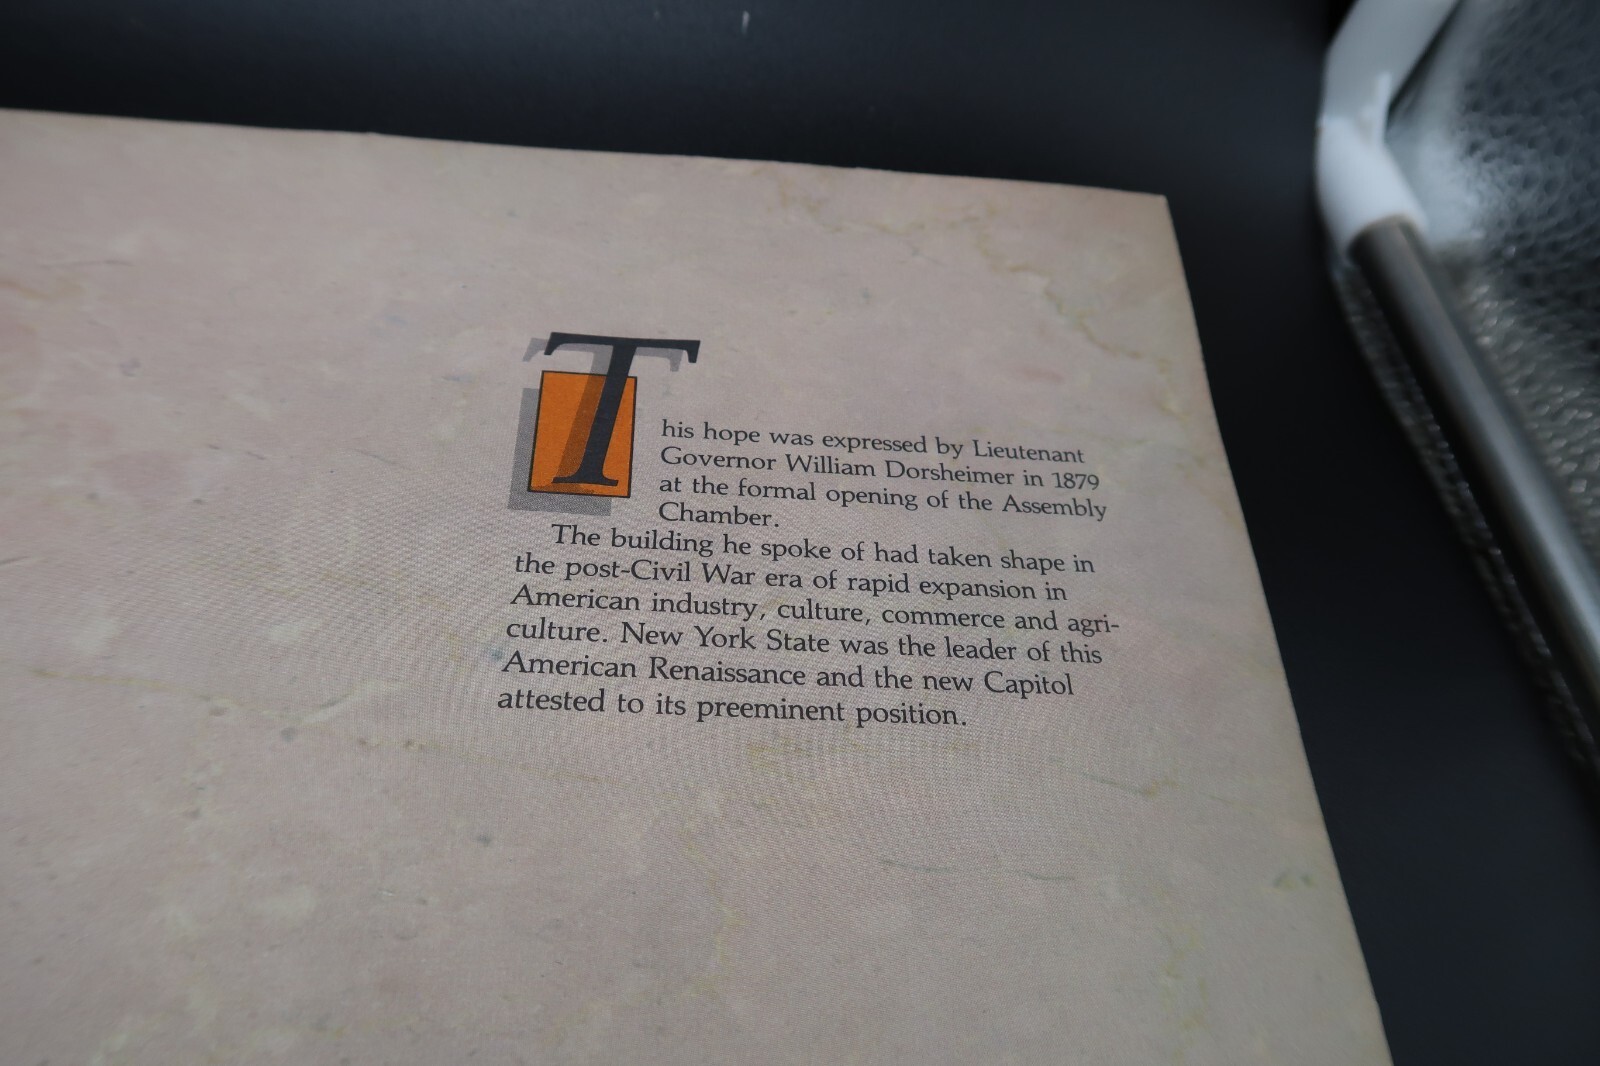 This hope was expressed by Lieutenant
Governor William Dorsheimer in 1879
at the formal opening of the Assembly
Chamber.
The building he spoke of had taken shape in
the post-Civil War era of rapid expansion in
American industry, culture, commerce and agri-
culture. New York State was the leader of this
American Renaissance and the new Capitol
attested to its preeminent position.